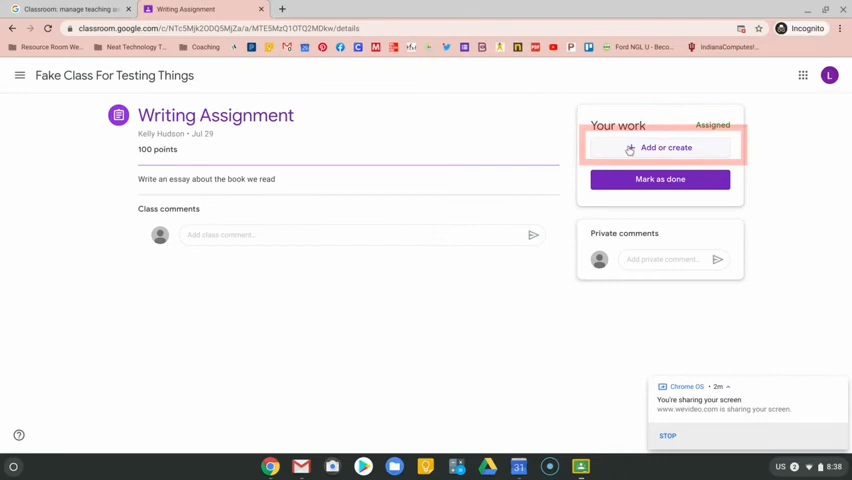 Classroom: manage teaching an
Writing Assignment
classroom.google.com/c/NTc5Mjk2ODQ5MjZa/a/MTE5MzQ1OTQ2MDkw/details
Incognito
Resource Room We...
Neat Technology T...
Coaching
Ford NGL U - Beco...
IndianaComputes!...
Fake Class For Testing Things
L
Writing Assignment
Kelly Hudson • Jul 29
100 points
Write an essay about the book we read
Class comments
Add class comment...
Your work
Assigned
Add or create
Mark as done
Private comments
Add private comment...
Chrome OS • 2m
You're sharing your screen
www.wevideo.com is sharing your screen.
STOP
31
US 2 8:38